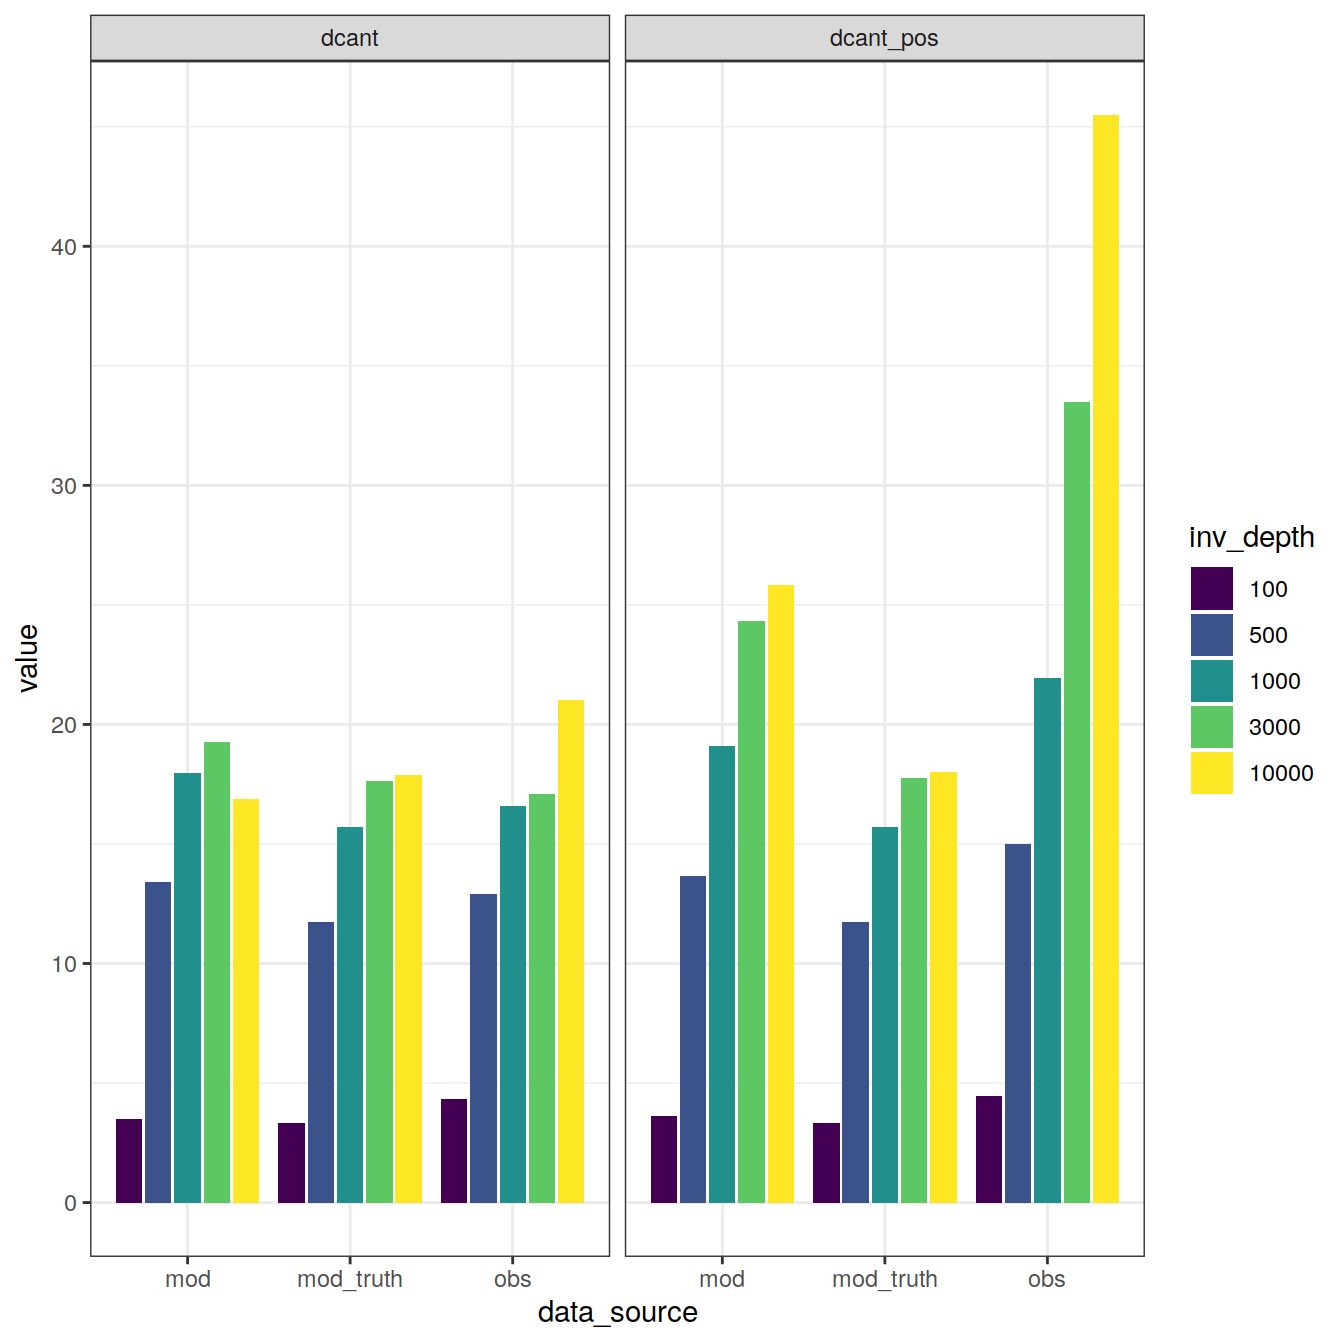 dcant
dcant_pos
value
40
30
20
10
0
mod
mod_truth
obs
mod
mod_truth
obs
data_source
inv_depth
100
500
1000
3000
10000